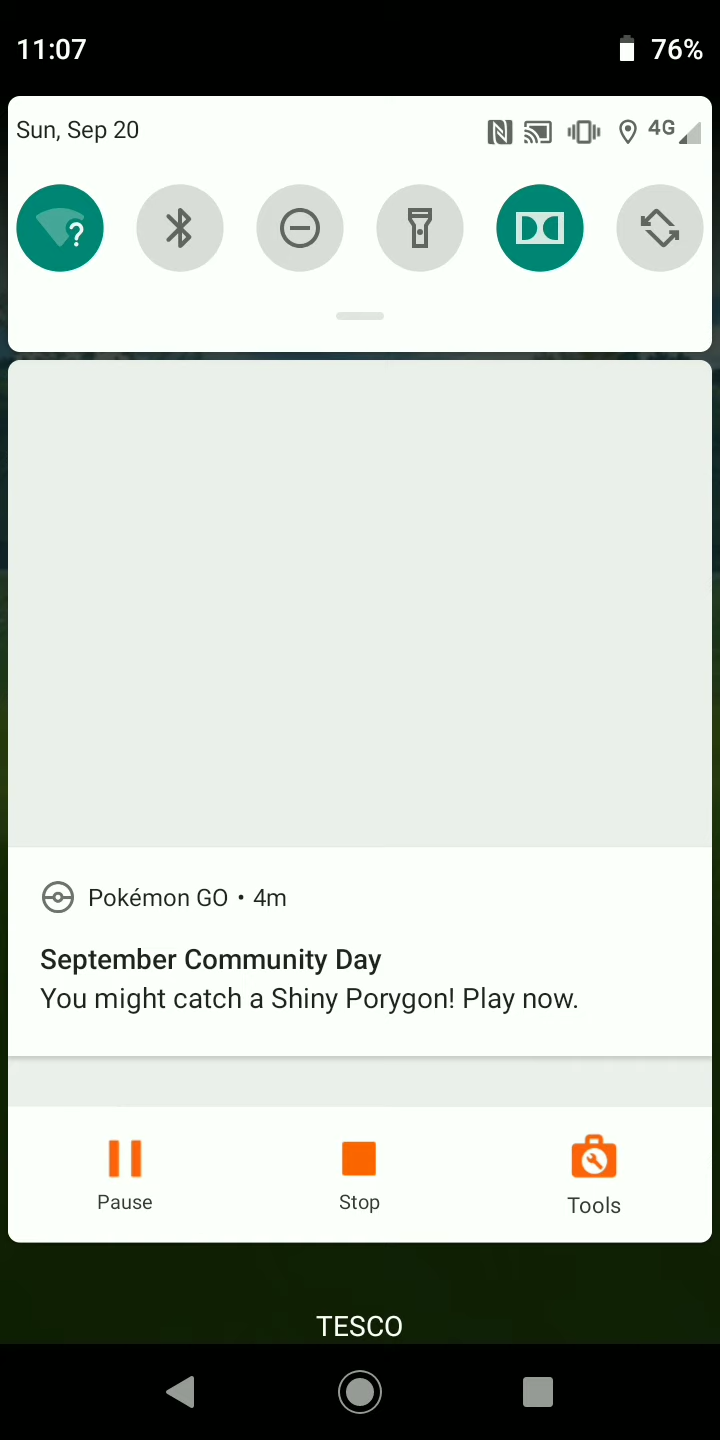 11:07
76%
Sun, Sep 20
4G
?
Pokémon GO • 4m
September Community Day
You might catch a Shiny Porygon! Play now.
Pause
Stop
Tools
TESCO